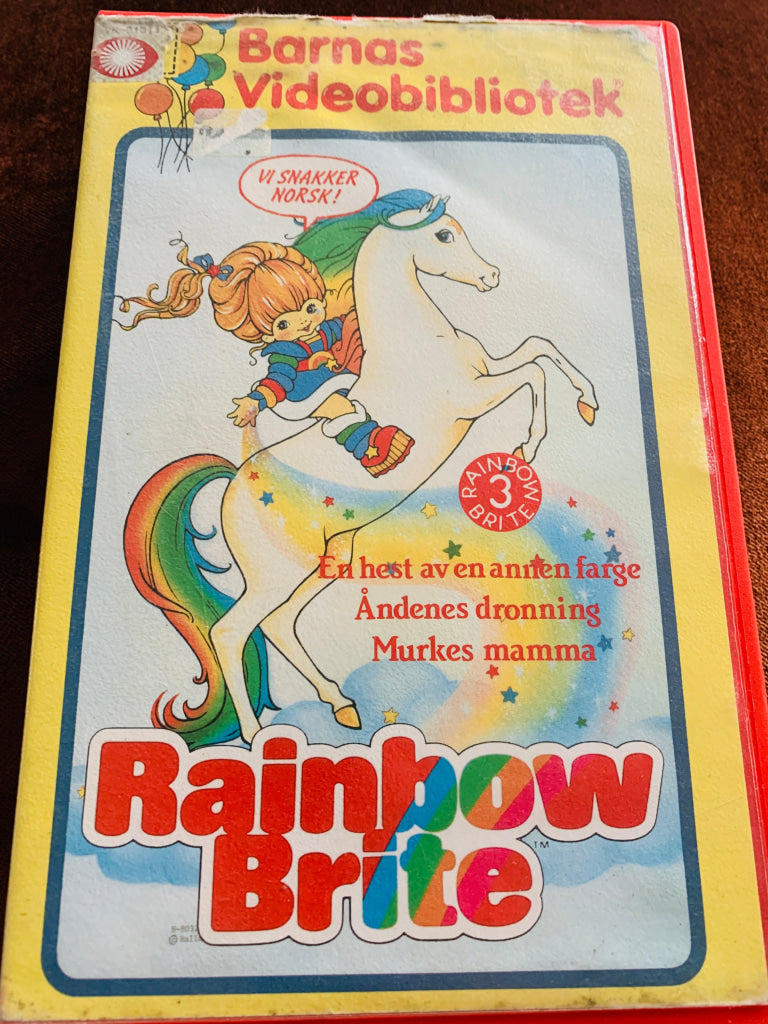 Barnas
Videobibliotek®
VI SNAKKER
NORSK!
RAINBOW
3
BRITE
En hest av en annen farge
Åndenes dronning
Murkes mamma
Rainbow
Brite
TM